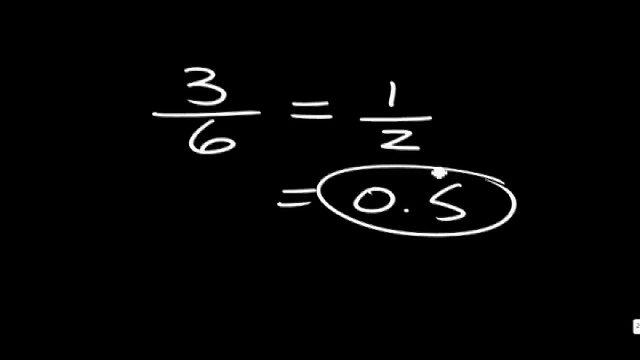 3/6 = 1/2
= 0.5